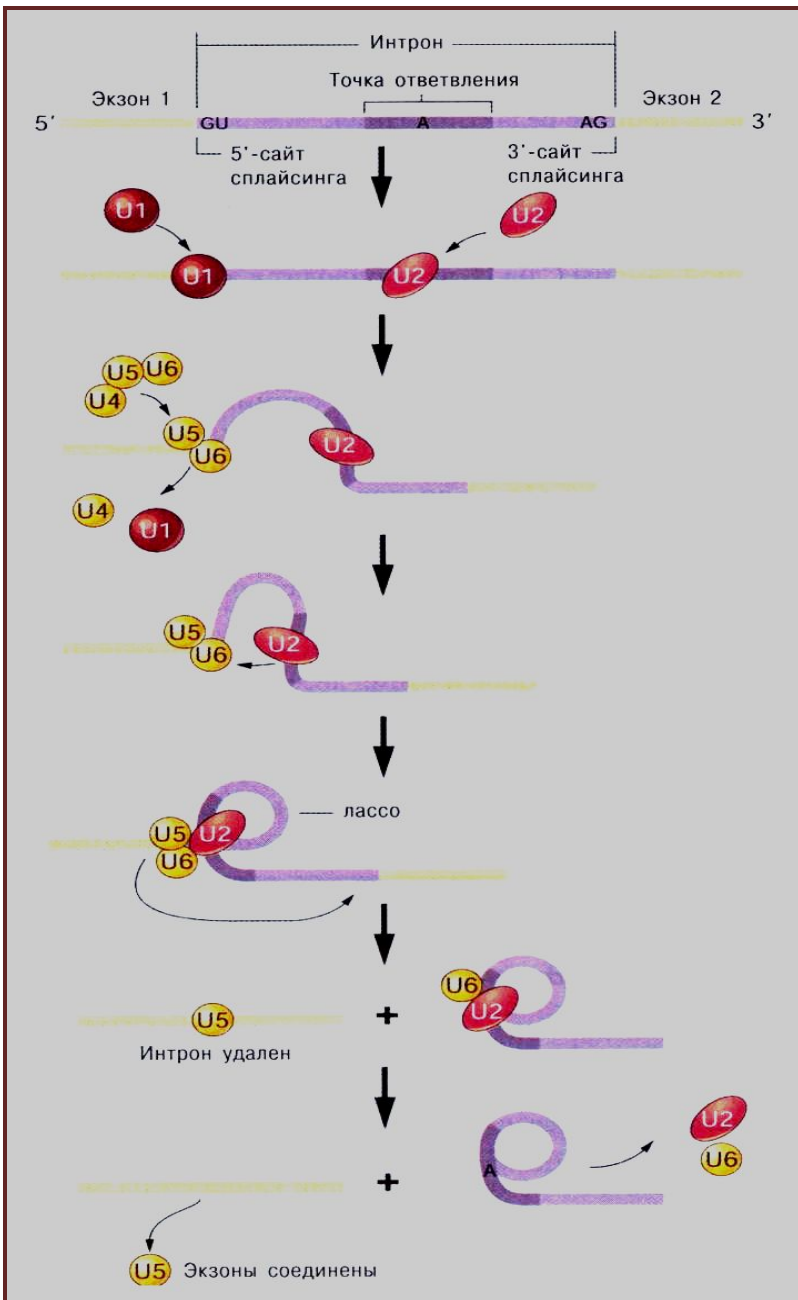 Интрон
Точка ответвления
Экзон 1
Экзон 2
5′ GU A AG 3′
5′-сайт
сплайсинга
3′-сайт
сплайсинга
U1
U2
U1
U2
U5 U6
U4
U5
U6
U2
U4
U1
U5
U6
U2
лассо
U5
U2
U6
U6
U5 + U2
Интрон удален
U2
+ A
U6
U5 Экзоны соединены